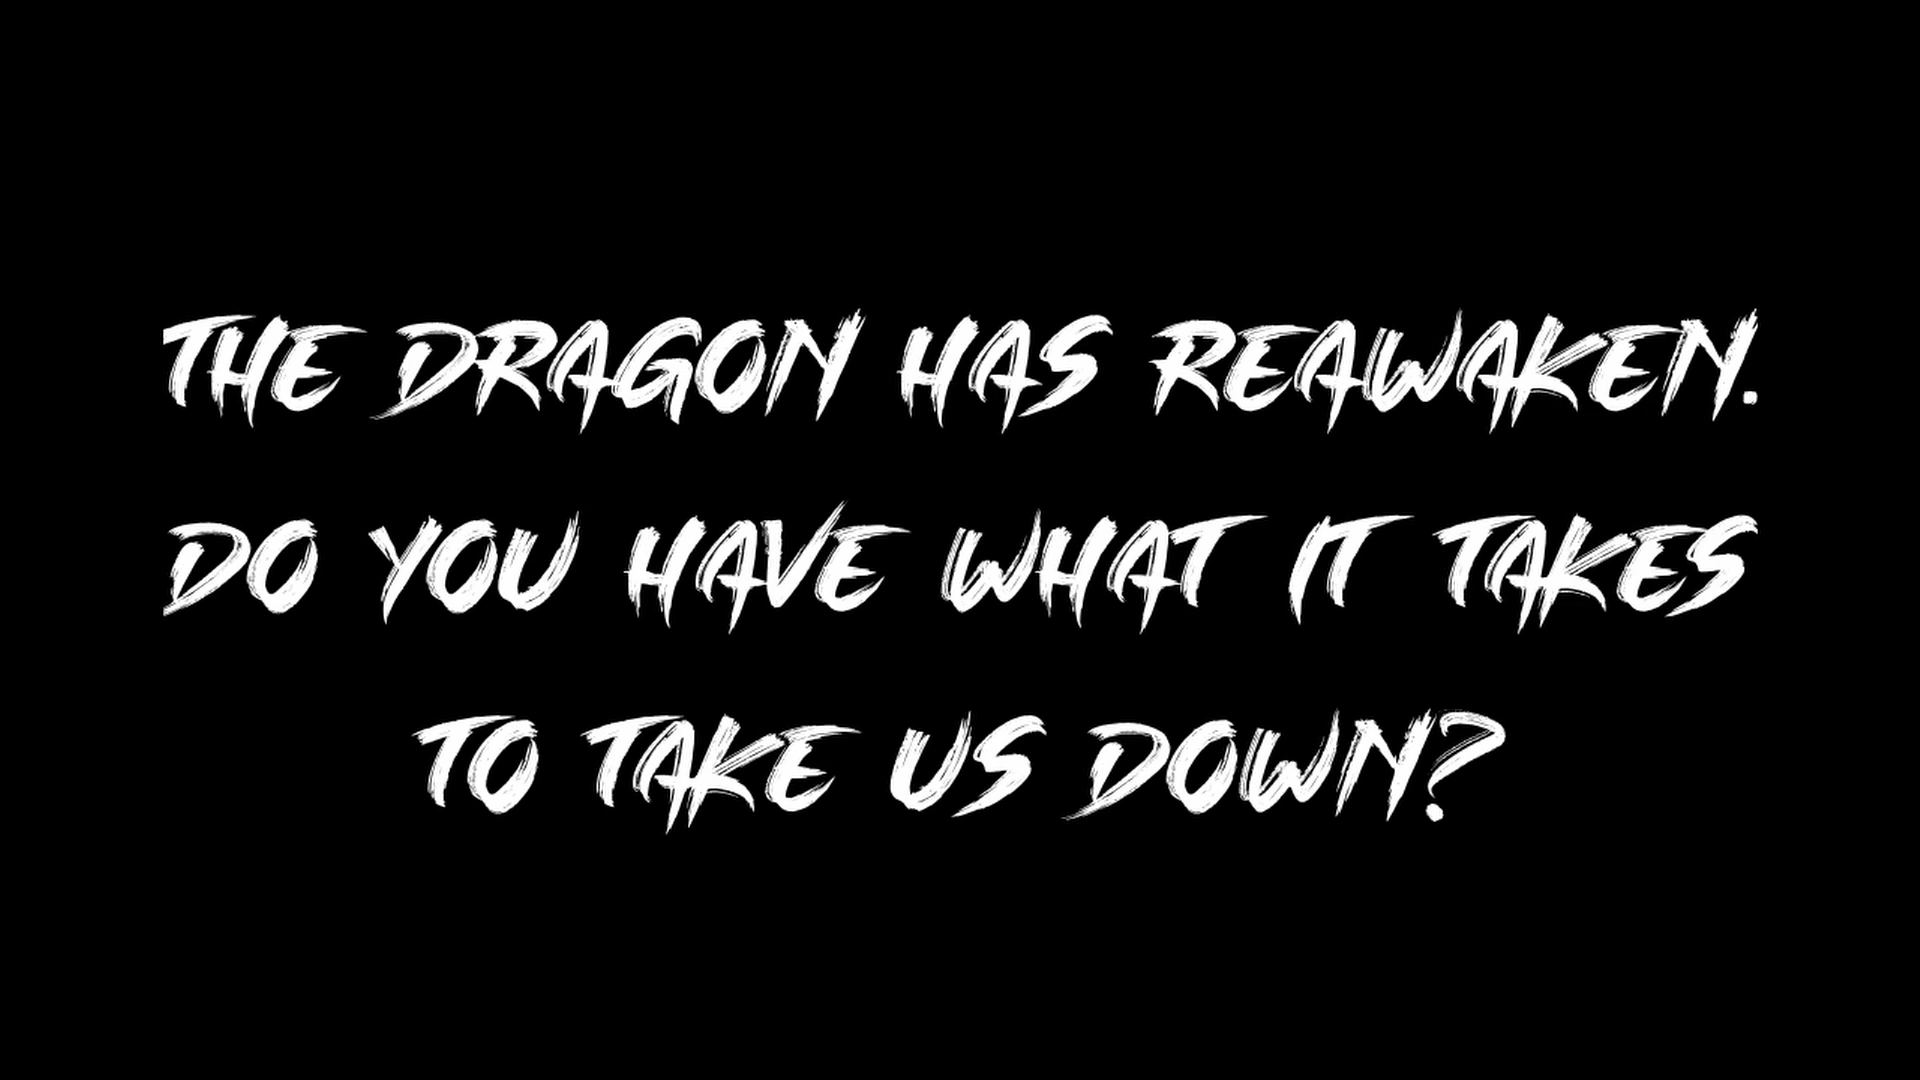 THE DRAGON HAS REAWAKEN.
DO YOU HAVE WHAT IT TAKES
TO TAKE US DOWN?